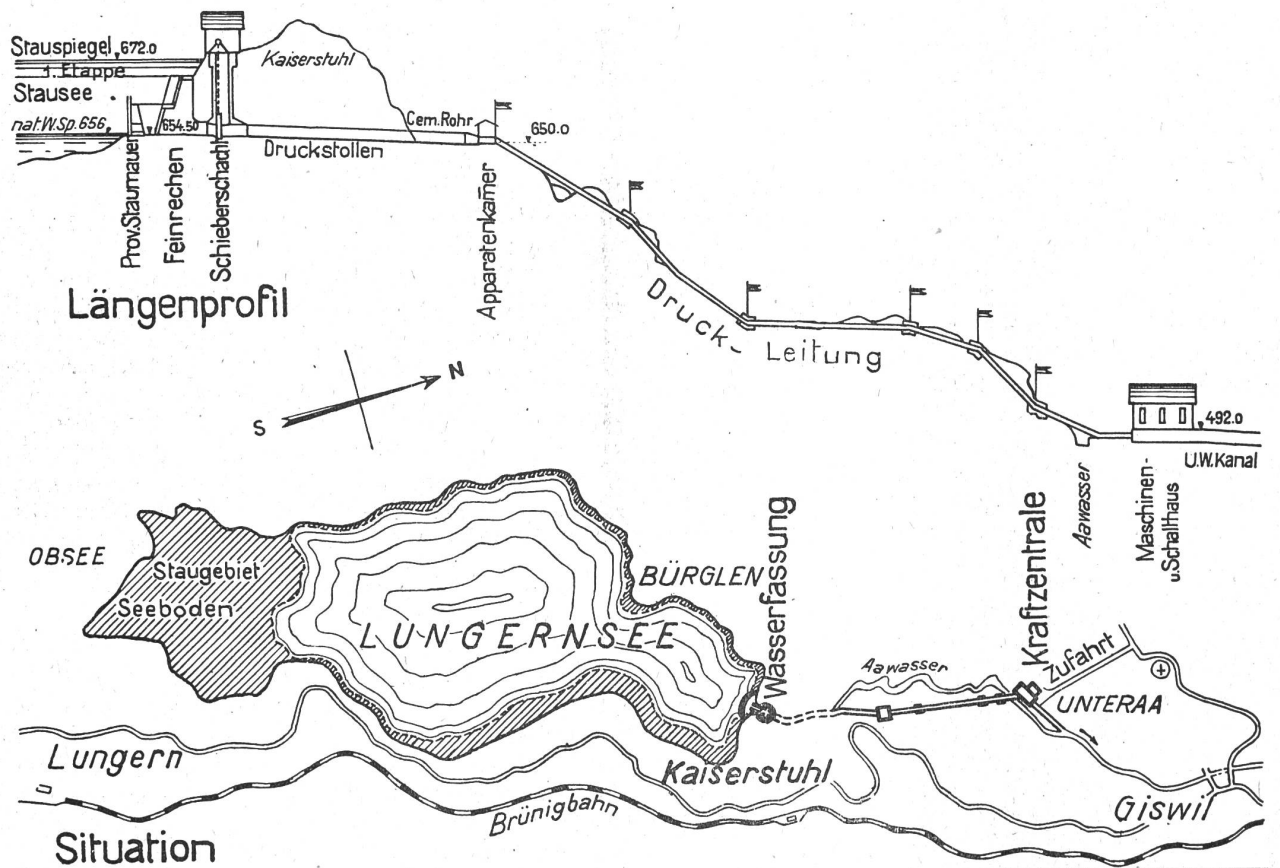 Stauspiegel 672.0
1. Etappe
Stausee
nat.W.Sp. 656
654.50
Kaiserstuhl
Cem. Rohr
650.0
Druckstollen
Prov. Staumauer
Feinrechen
Schieberschacht
Apparatenkam̄er
Längenprofil
Druck-Leitung
492.0
U.W. Kanal
Aawasser
Maschinen-
u. Schalthaus
S
N
OBSEE
Staugebiet
Seeboden
LUNGERNSEE
BÜRGLEN
Wasserfassung
Aawasser
Kraftzentrale
Zufahrt
UNTERAA
Lungern
Kaiserstuhl
Brünigbahn
Giswil
Situation